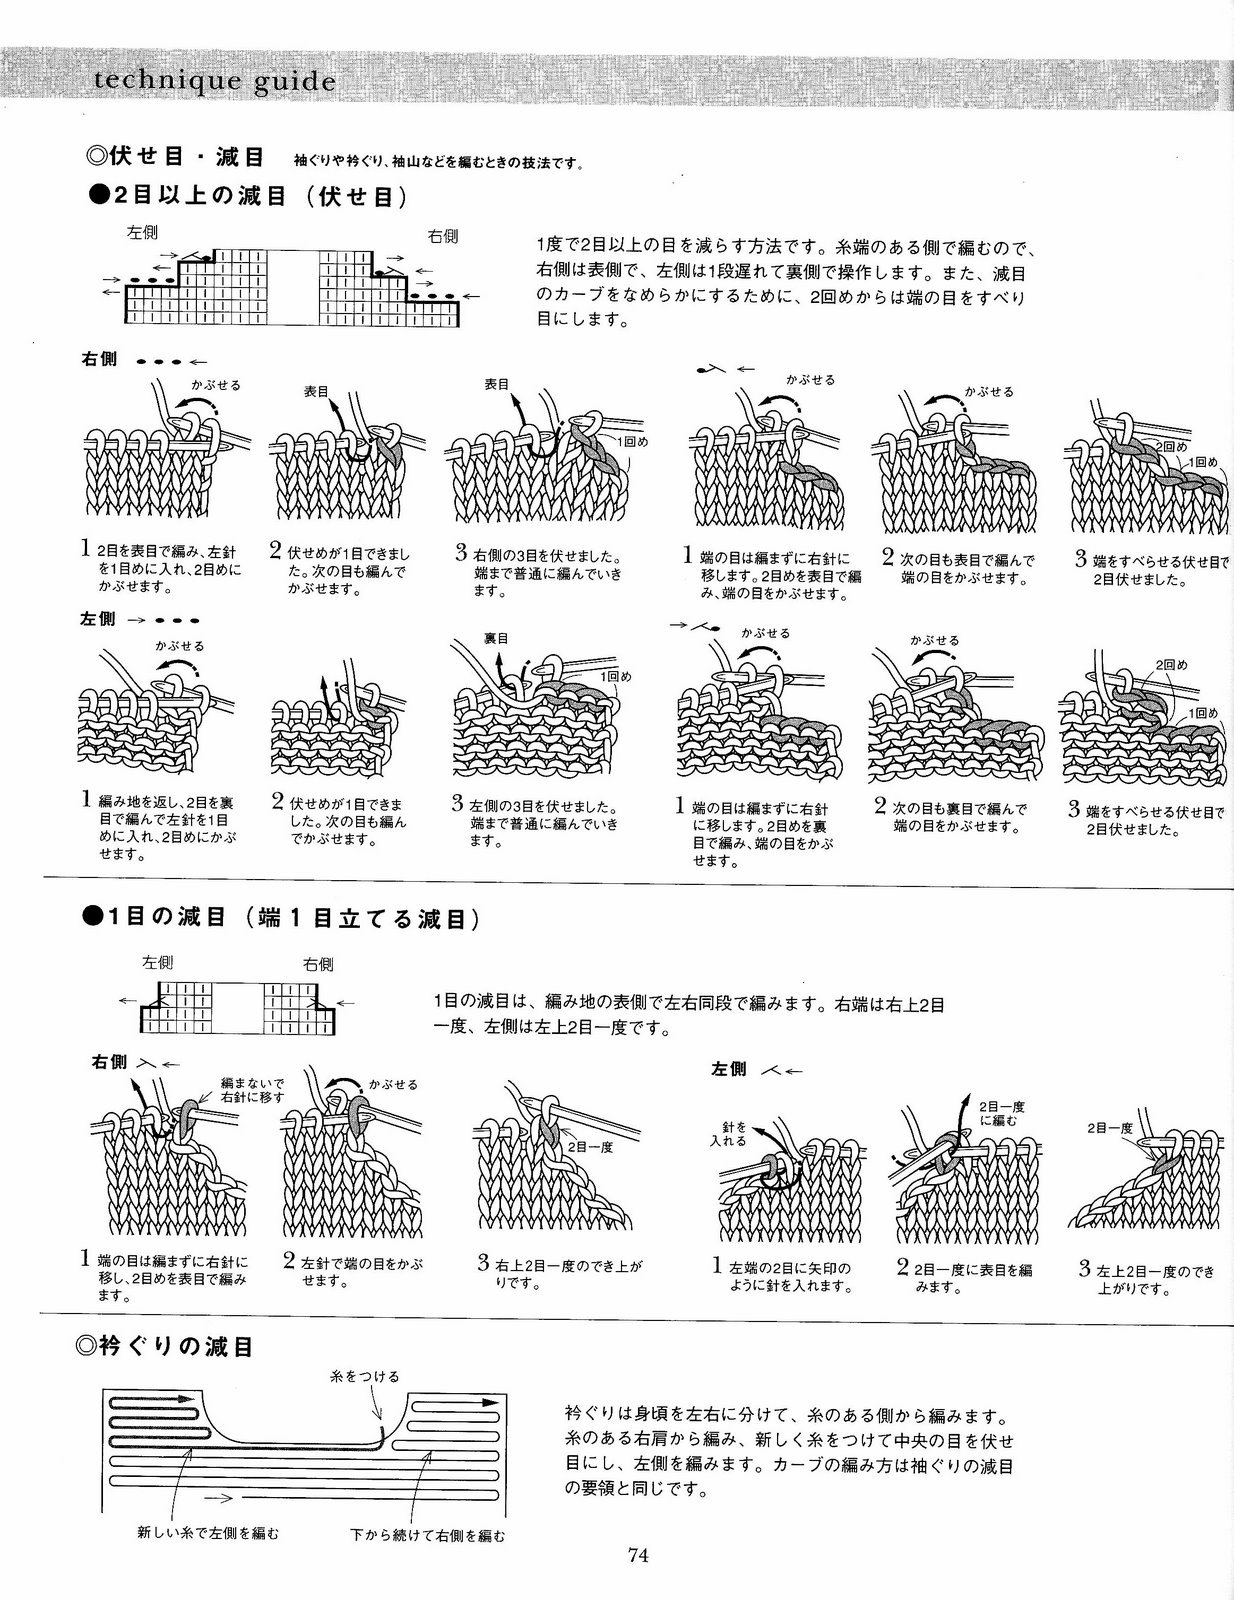 technique guide
◎伏せ目・減目 袖ぐりや衿ぐり、袖山などを編むときの技法です。
●2目以上の減目(伏せ目)
左側
右側
1度で2目以上の目を減らす方法です。糸端のある側で編むので、
右側は表側で、左側は1段遅れて裏側で操作します。また、減目
のカーブをなめらかにするために、2回めからは端の目をすべり
目にします。
右側
かぶせる
表目
表目
1回め
1 2目を表目で編み、左針
を1目めに入れ、2目めに
かぶせます。
2 伏せめが1目できまし
た。次の目も編んで
かぶせます。
3 右側の3目を伏せました。
端まで普通に編んでいき
ます。
かぶせる
かぶせる
2回め
1回め
1 端の目は編まずに右針に
移します。2目めを表目で編
み、端の目をかぶせます。
2 次の目も表目で編んで
端の目をかぶせます。
3 端をすべらせる伏せ目で
2目伏せました。
左側
かぶせる
裏目
1回め
1 編み地を返し、2目を裏
目で編んで左針を1目
めに入れ、2目めにかぶ
せます。
2 伏せめが1目できま
した。次の目も編ん
でかぶせます。
3 左側の3目を伏せました。
端まで普通に編んでいき
ます。
かぶせる
かぶせる
2回め
1回め
1 端の目は編まずに右針
に移します。2目めを裏
目で編み、端の目をかぶ
せます。
2 次の目も裏目で編んで
端の目をかぶせます。
3 端をすべらせる伏せ目で
2目伏せました。
●1目の減目(端1目立てる減目)
左側
右側
1目の減目は、編み地の表側で左右同段で編みます。右端は右上2目
一度、左側は左上2目一度です。
右側
編まないで
右針に移す
かぶせる
2目一度
1 端の目は編まずに右針に
移し、2目めを表目で編み
ます。
2 左針で端の目をかぶ
せます。
3 右上2目一度のでき上が
りです。
左側
針を
入れる
2目一度
に編む
2目一度
1 左端の2目に矢印の
ように針を入れます。
2 2目一度に表目を編
みます。
3 左上2目一度のでき
上がりです。
◎衿ぐりの減目
糸をつける
新しい糸で左側を編む
下から続けて右側を編む
衿ぐりは身頃を左右に分けて、糸のある側から編みます。
糸のある右肩から編み、新しく糸をつけて中央の目を伏せ
目にし、左側を編みます。カーブの編み方は袖ぐりの減目
の要領と同じです。
74